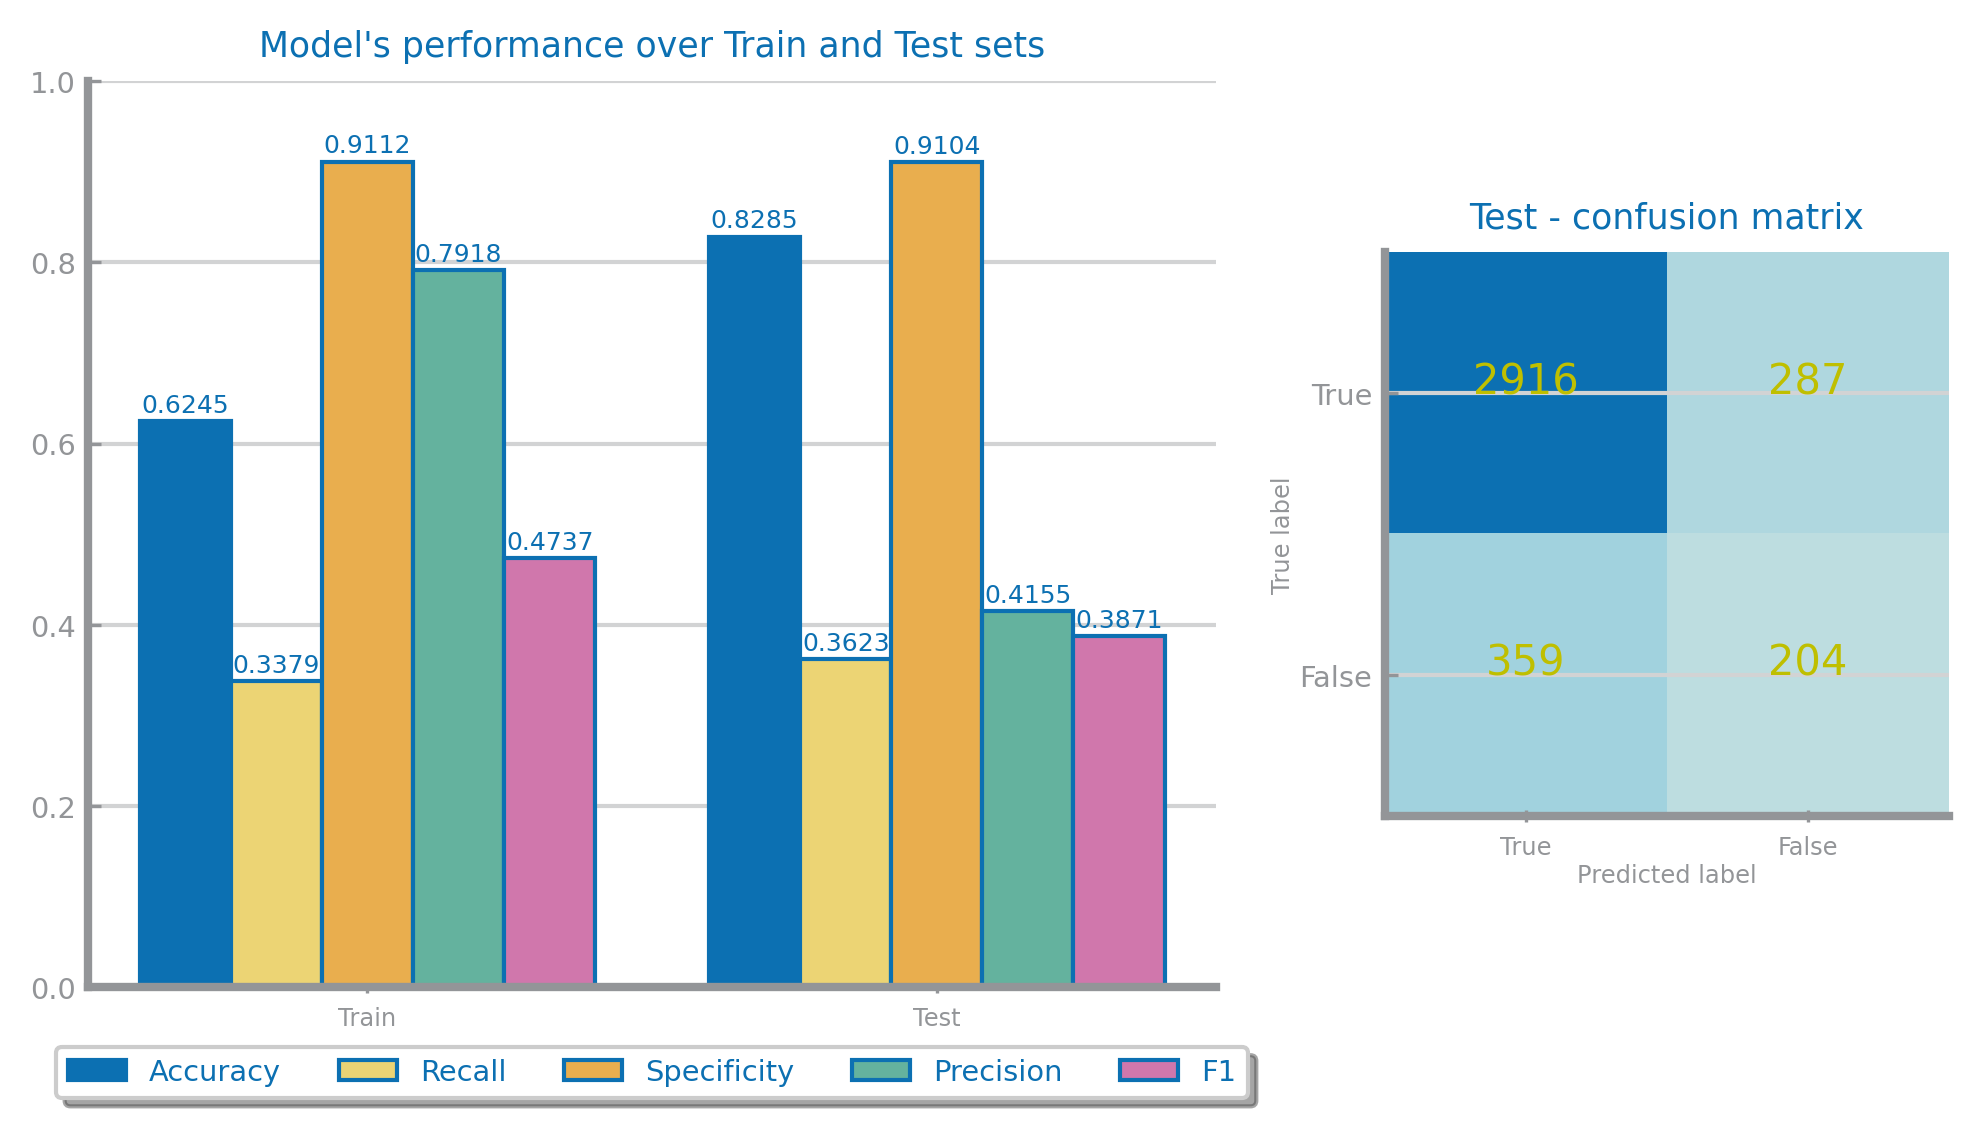 Model's performance over Train and Test sets
1.0
0.8
0.6
0.4
0.2
0.0
0.6245
0.3379
0.9112
0.7918
0.4737
0.8285
0.3623
0.9104
0.4155
0.3871
Train
Test
Accuracy
Recall
Specificity
Precision
F1
Test - confusion matrix
True label
True
2916
287
False
359
204
True
False
Predicted label